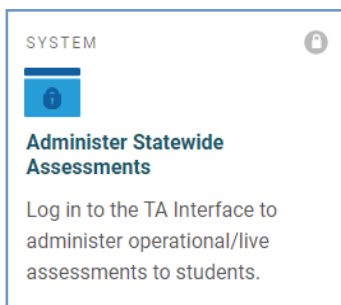 SYSTEM
Administer Statewide
Assessments
Log in to the TA Interface to
administer operational/live
assessments to students.